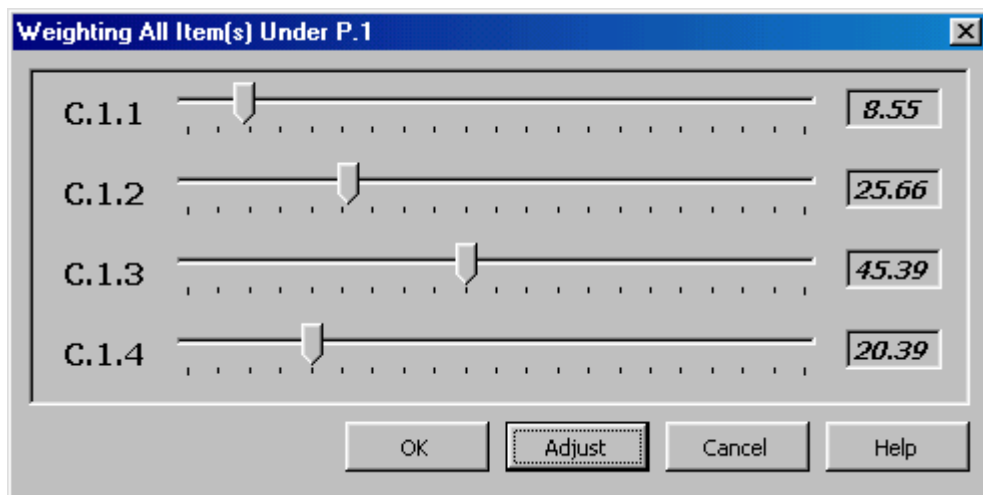 Weighting All Item(s) Under P.1
C.1.1 8.55
C.1.2 25.66
C.1.3 45.39
C.1.4 20.39
OK Adjust Cancel Help